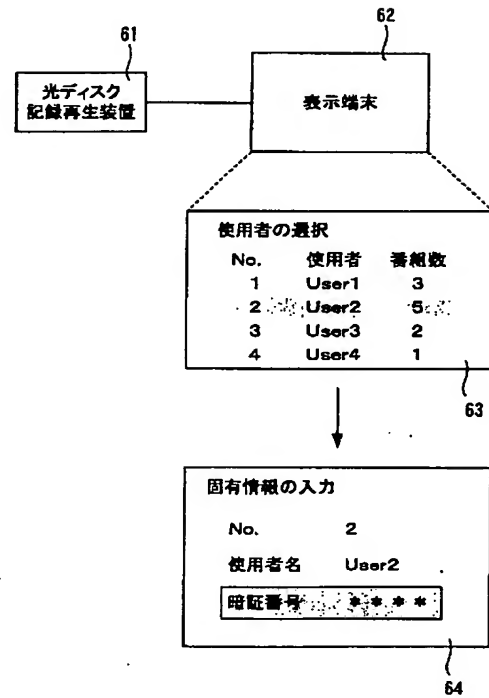 61
62
光ディスク
記録再生装置
表示端末
使用者の選択
No. 使用者 番組数
1 User1 3
2 User2 5
3 User3 2
4 User4 1
63
固有情報の入力
No. 2
使用者名 User2
暗証番号 ****
64